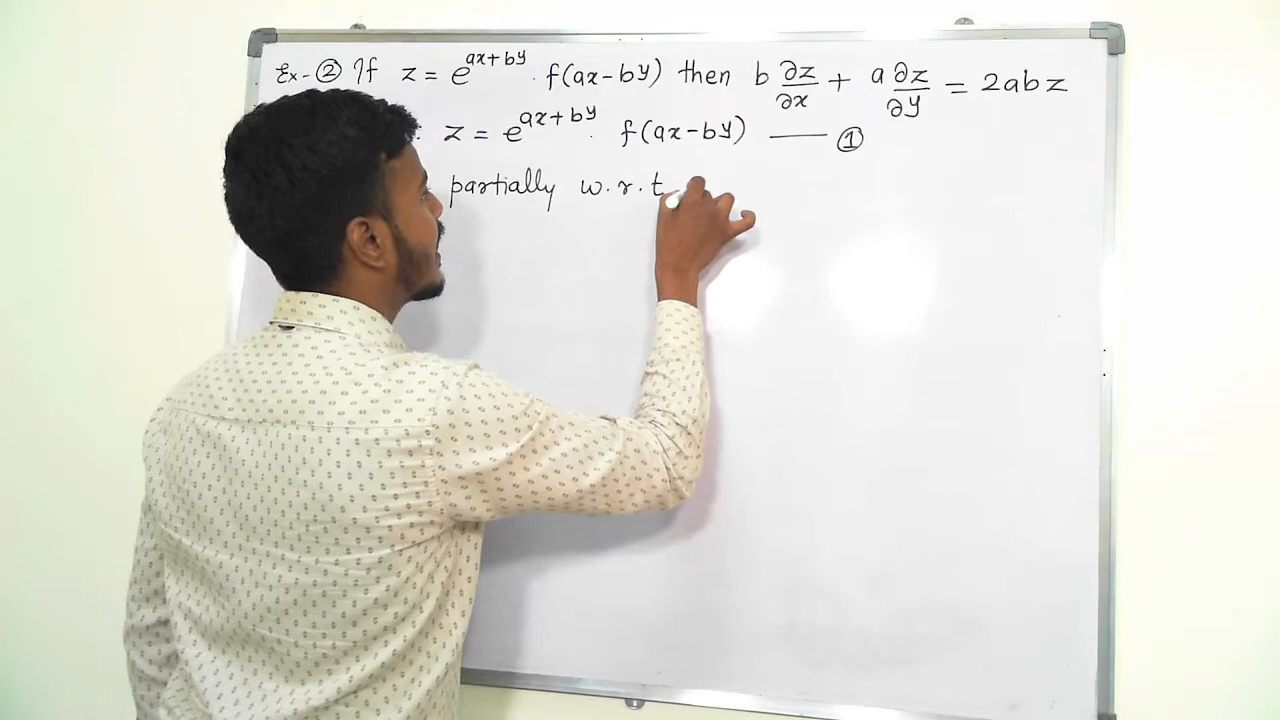 Ex-② If z = e^{ax+by} · f(ax-by) then b ∂z/∂x + a ∂z/∂y = 2abz
z = e^{ax+by} · f(ax-by) —— ①
partially w.r.t